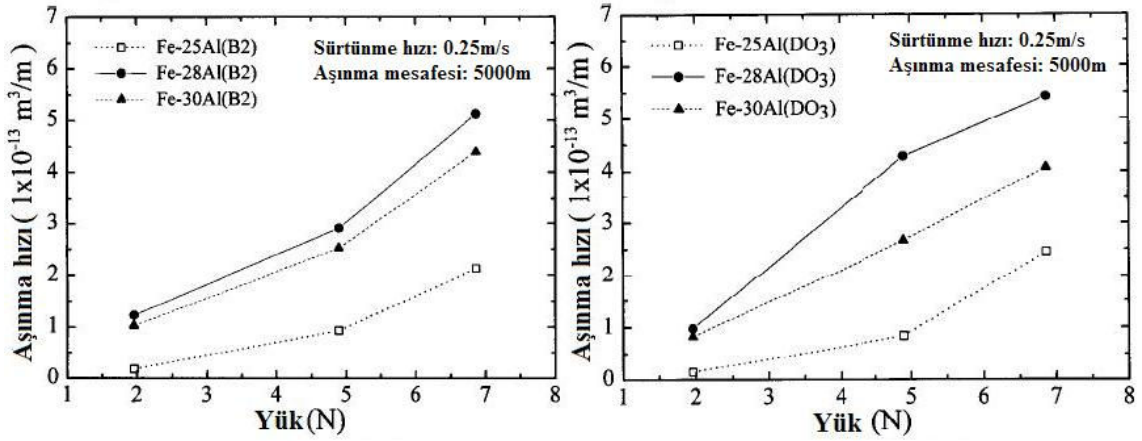 7
6
5
4
3
2
1
0
Aşınma hızı( 1x10⁻¹³ m³/m)
Fe-25Al(B2)
Fe-28Al(B2)
Fe-30Al(B2)
Sürtünme hızı: 0.25m/s
Aşınma mesafesi: 5000m
1 2 3 4 5 6 7 8
Yük(N)
7
6
5
4
3
2
1
0
Aşınma hızı( 1x10⁻¹³ m³/m)
Fe-25Al(DO₃)
Fe-28Al(DO₃)
Fe-30Al(DO₃)
Sürtünme hızı: 0.25m/s
Aşınma mesafesi: 5000m
1 2 3 4 5 6 7 8
Yük (N)